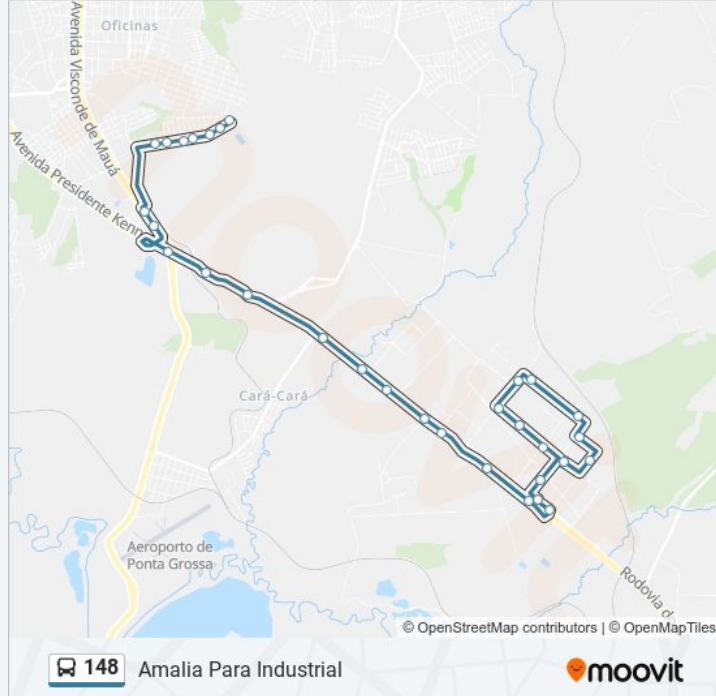 Oficinas
Avenida Visconde de Mauá
Avenida Presidente Kenn
Cará-Cará
Aeroporto de
Ponta Grossa
Rodovia d
© OpenStreetMap contributors | © OpenMapTiles
148 Amalia Para Industrial
moovit